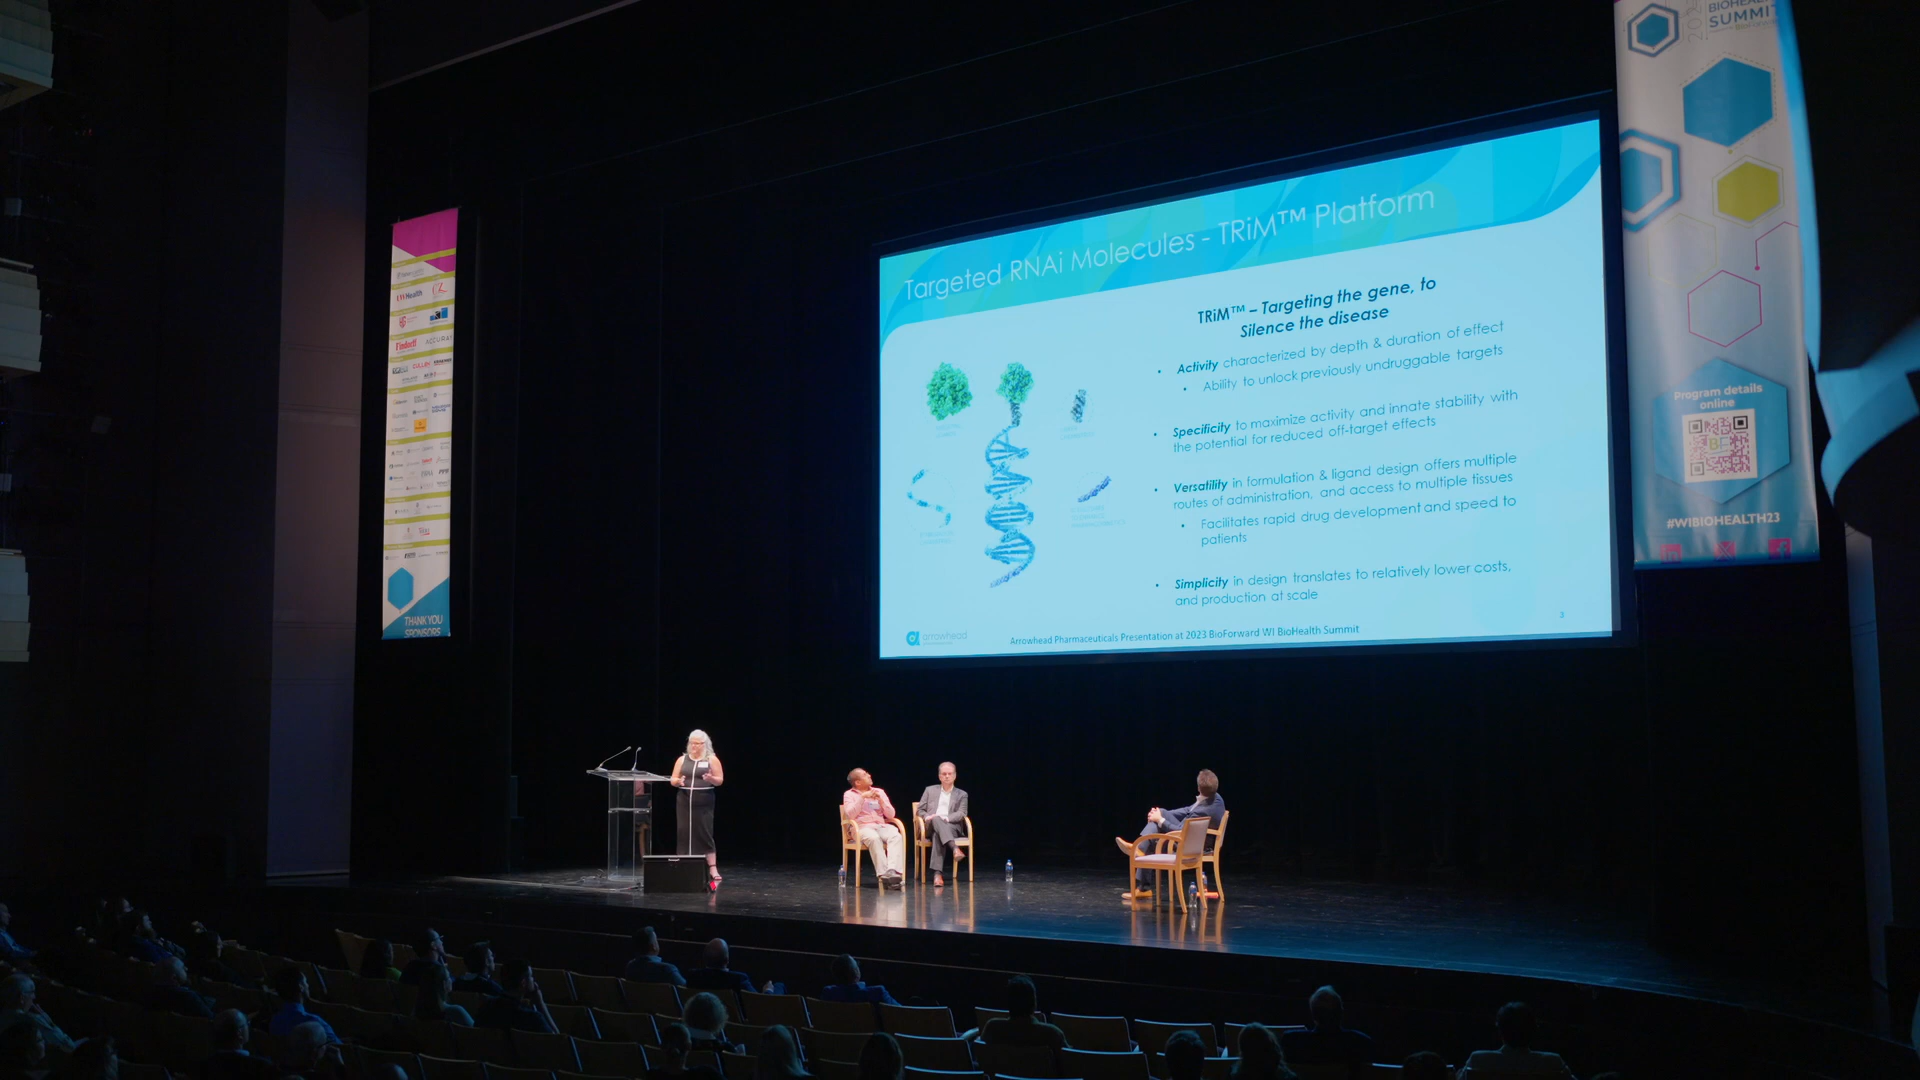 Targeted RNAi Molecules - TRiM™ Platform
TRiM™ – Targeting the gene, to
Silence the disease
• Activity characterized by depth & duration of effect
• Ability to unlock previously undruggable targets
• Specificity to maximize activity and innate stability with
the potential for reduced off-target effects
• Versatility in formulation & ligand design offers multiple
routes of administration, and access to multiple tissues
• Facilitates rapid drug development and speed to
patients
• Simplicity in design translates to relatively lower costs,
and production at scale
3
arrowhead
Arrowhead Pharmaceuticals Presentation at 2023 BioForward WI BioHealth Summit
UWHealth
Findorff
ACCURAY
THANK YOU
SPONSORS
SUMMIT
Program details
online
#WIBIOHEALTH23